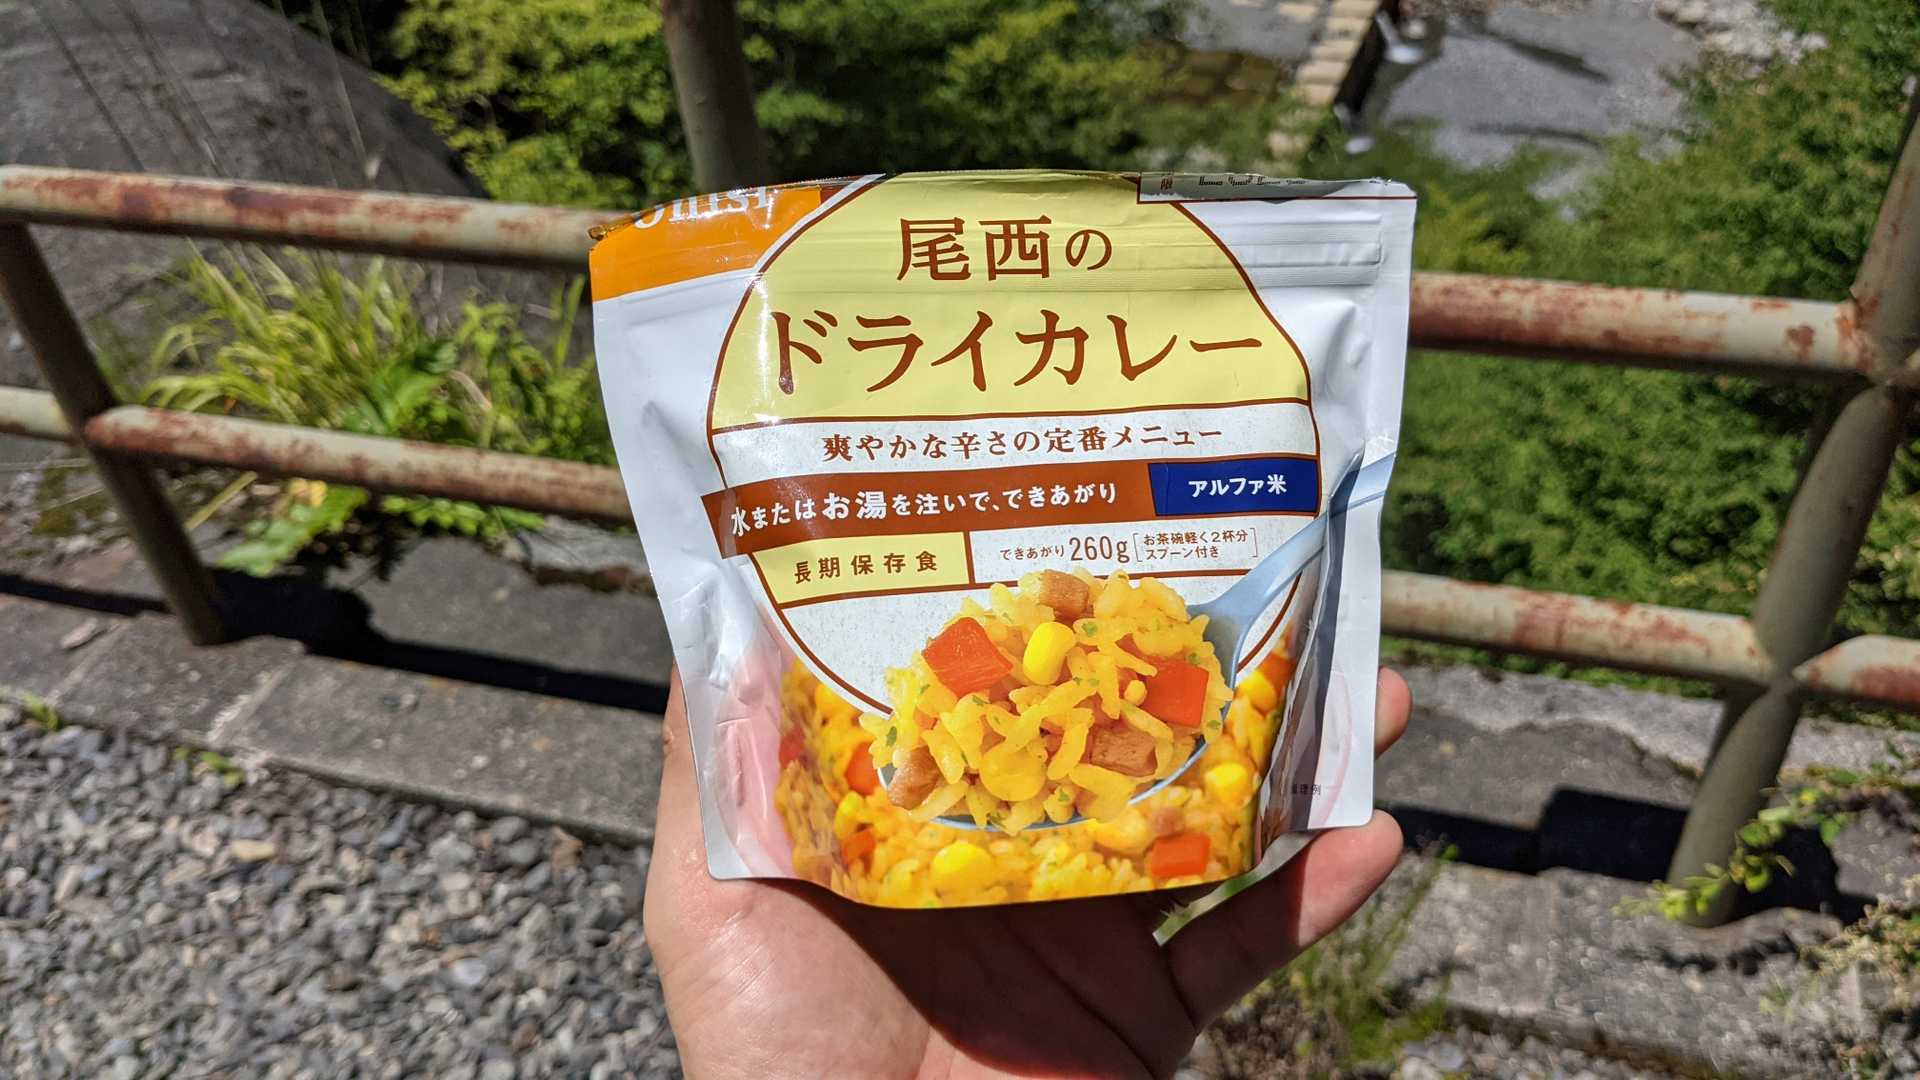 Onisi
尾西の
ドライカレー
爽やかな辛さの定番メニュー
水またはお湯を注いで、できあがり
アルファ米
長期保存食
できあがり260g
お茶碗軽く2杯分
スプーン付き